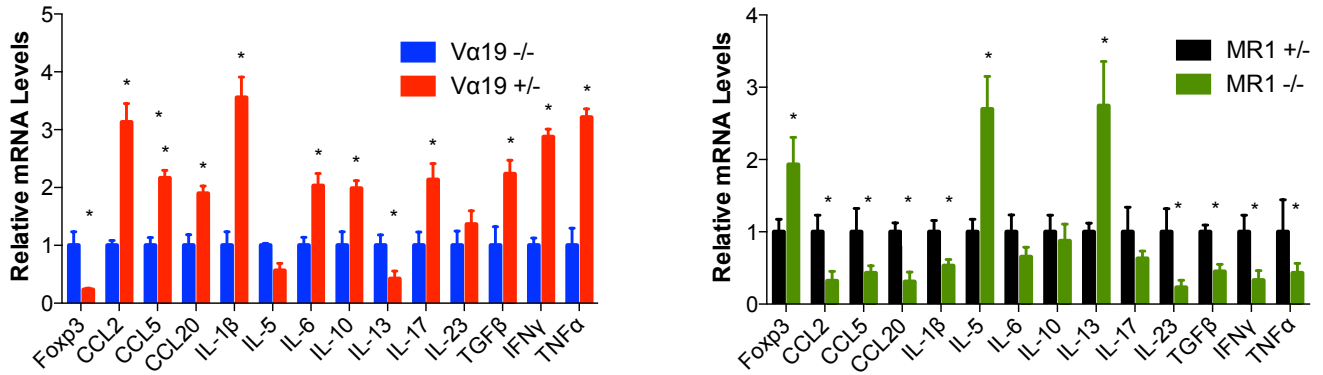 Relative mRNA Levels
5
4
3
2
1
0
Vα19 -/-
Vα19 +/-
* * * * * * * * * * * * *
Foxp3 CCL2 CCL5 CCL20 IL-1β IL-5 IL-6 IL-10 IL-13 IL-17 IL-23 TGFβ IFNγ TNFα
Relative mRNA Levels
4
3
2
1
0
MR1 +/-
MR1 -/-
* * * * * * * * * * *
Foxp3 CCL2 CCL5 CCL20 IL-1β IL-5 IL-6 IL-10 IL-13 IL-17 IL-23 TGFβ IFNγ TNFα